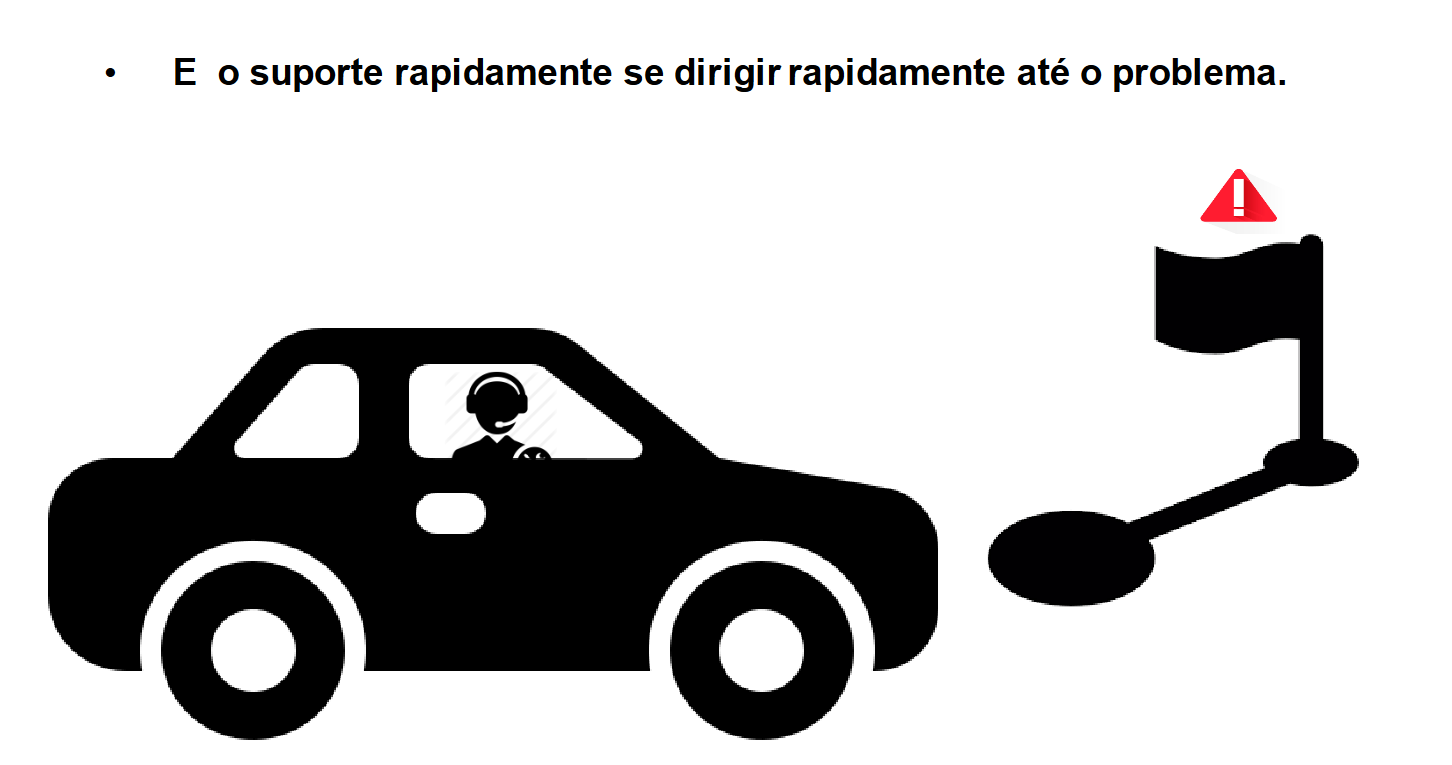 • E o suporte rapidamente se dirigir rapidamente até o problema.